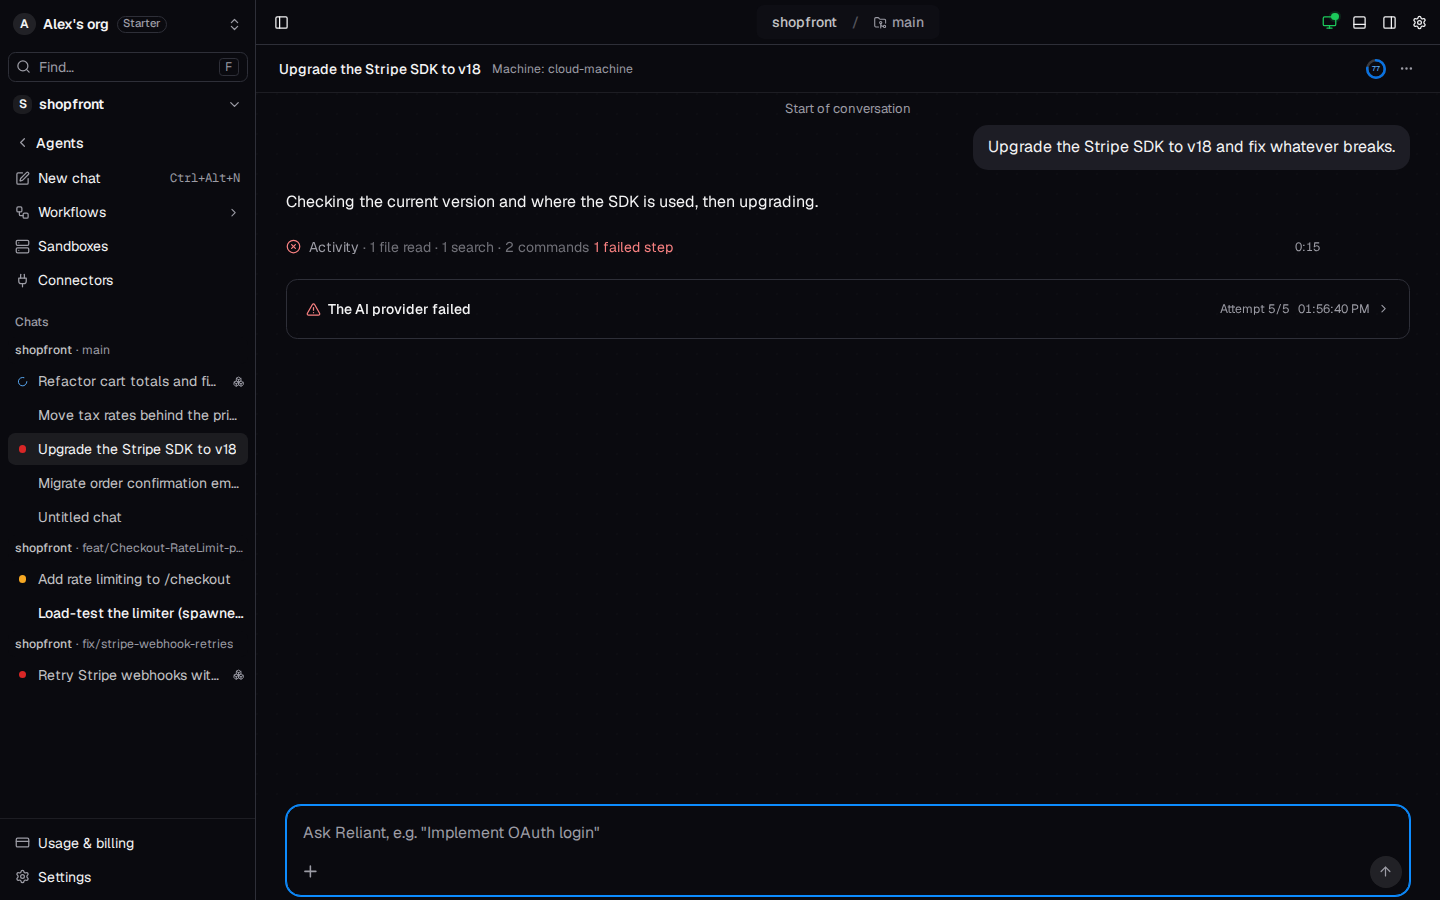 A Alex's org Starter
Find... F
S shopfront
Agents
New chat Ctrl+Alt+N
Workflows
Sandboxes
Connectors
Chats
shopfront · main
Refactor cart totals and fi...
Move tax rates behind the pri...
Upgrade the Stripe SDK to v18
Migrate order confirmation em...
Untitled chat
shopfront · feat/Checkout-RateLimit-p...
Add rate limiting to /checkout
Load-test the limiter (spawne...
shopfront · fix/stripe-webhook-retries
Retry Stripe webhooks wit...
Usage & billing
Settings
shopfront / main
Upgrade the Stripe SDK to v18 Machine: cloud-machine 77
Start of conversation
Upgrade the Stripe SDK to v18 and fix whatever breaks.
Checking the current version and where the SDK is used, then upgrading.
Activity · 1 file read · 1 search · 2 commands 1 failed step 0:15
The AI provider failed Attempt 5/5 01:56:40 PM
Ask Reliant, e.g. "Implement OAuth login"